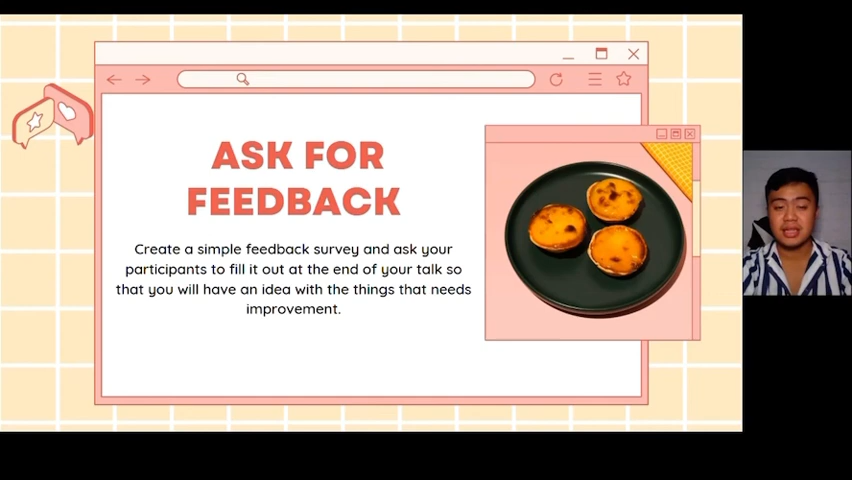 ASK FOR
FEEDBACK
Create a simple feedback survey and ask your
participants to fill it out at the end of your talk so
that you will have an idea with the things that needs
improvement.